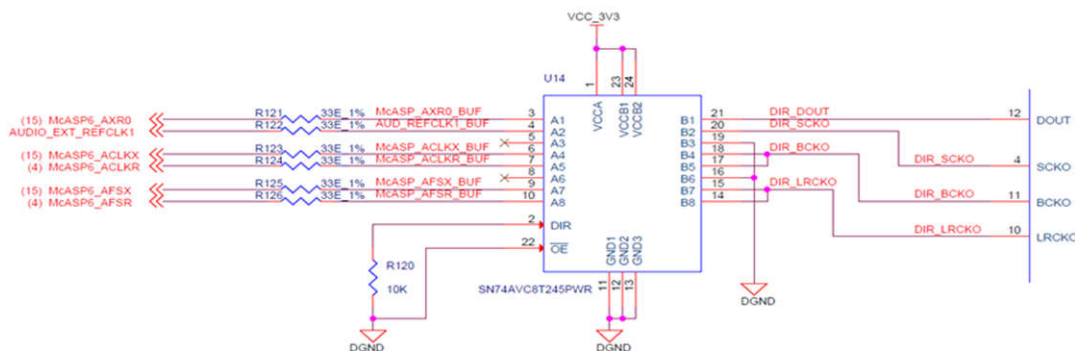 VCC_3V3
U14
1
23
24
VCCA
VCCB1
VCCB2
(15) McASP6_AXR0
R121
33E_1%
McASP_AXR0_BUF
3
A1
B1
21
DIR_DOUT
12
DOUT
AUDIO_EXT_REFCLK1
R122
33E_1%
AUD_REFCLK1_BUF
4
A2
B2
20
DIR_SCKO
5
A3
B3
19
(15) McASP6_ACLKX
R123
33E_1%
McASP_ACLKX_BUF
6
A4
B4
18
DIR_BCKO
DIR_SCKO
4
SCKO
(4) McASP6_ACLKR
R124
33E_1%
McASP_ACLKR_BUF
7
A5
B5
17
8
A6
B6
16
(15) McASP6_AFSX
R125
33E_1%
McASP_AFSX_BUF
9
A7
B7
15
DIR_LRCKO
DIR_BCKO
11
BCKO
(4) McASP6_AFSR
R126
33E_1%
McASP_AFSR_BUF
10
A8
B8
14
2
DIR
DIR_LRCKO
10
LRCKO
22
OE
GND1
GND2
GND3
R120
10K
SN74AVC8T245PWR
11
12
13
DGND
DGND
DGND